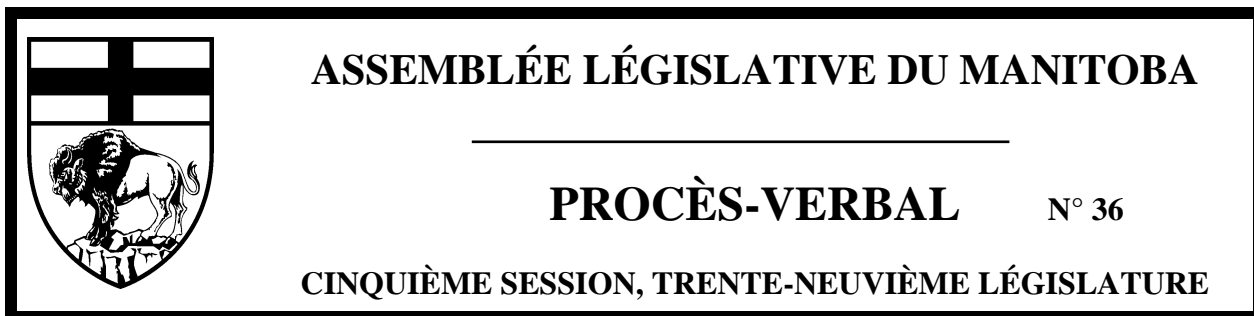 ASSEMBLÉE LÉGISLATIVE DU MANITOBA
PROCÈS-VERBAL N° 36
CINQUIÈME SESSION, TRENTE-NEUVIÈME LÉGISLATURE